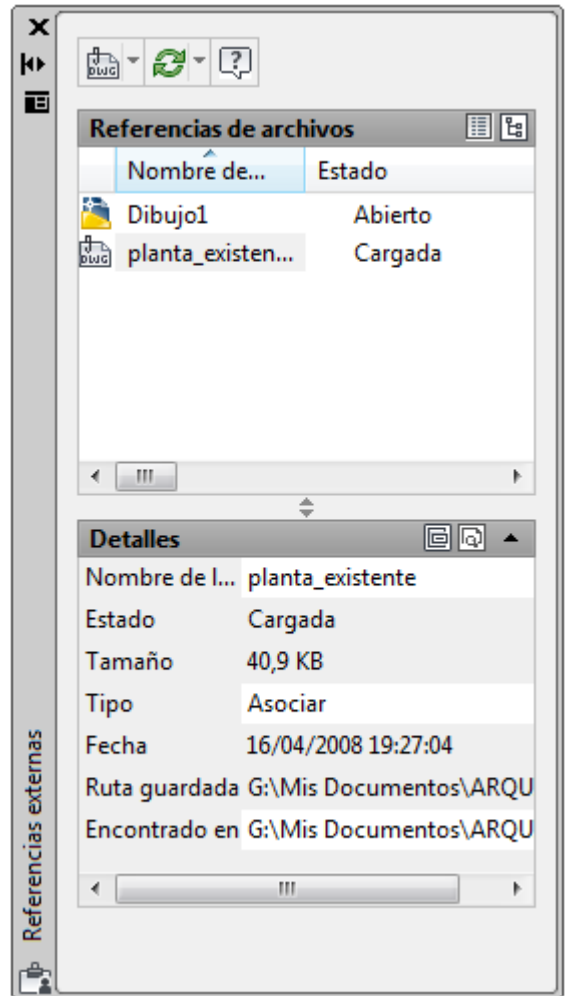 DWG
Referencias de archivos
Nombre de... Estado
Dibujo1 Abierto
DWG planta_existen... Cargada
Detalles
Nombre de l... planta_existente
Estado Cargada
Tamaño 40,9 KB
Tipo Asociar
Fecha 16/04/2008 19:27:04
Ruta guardada G:\Mis Documentos\ARQU
Encontrado en G:\Mis Documentos\ARQU
Referencias externas